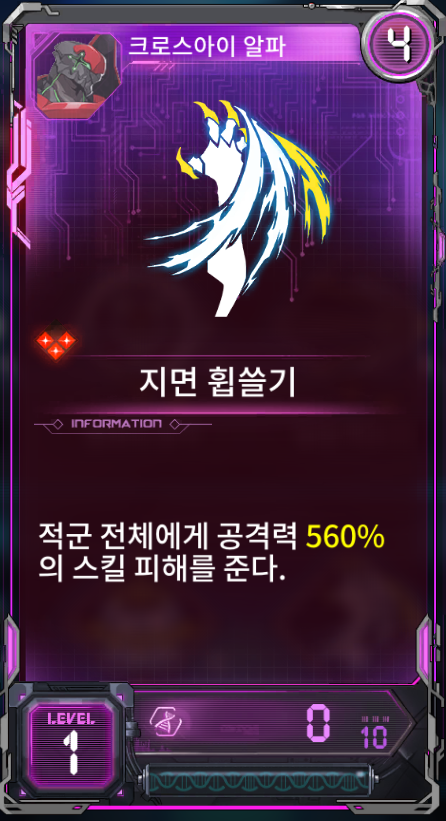 크로스아이 알파
4
지면 휩쓸기
INFORMATION
적군 전체에게 공격력 560%
의 스킬 피해를 준다.
LEVEL
1
0
10